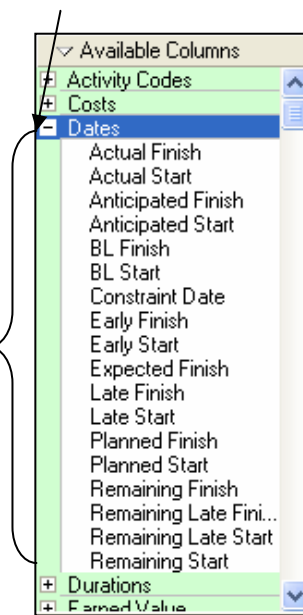 Available Columns
Activity Codes
Costs
Dates
Actual Finish
Actual Start
Anticipated Finish
Anticipated Start
BL Finish
BL Start
Constraint Date
Early Finish
Early Start
Expected Finish
Late Finish
Late Start
Planned Finish
Planned Start
Remaining Finish
Remaining Late Fini...
Remaining Late Start
Remaining Start
Durations
Earned Value